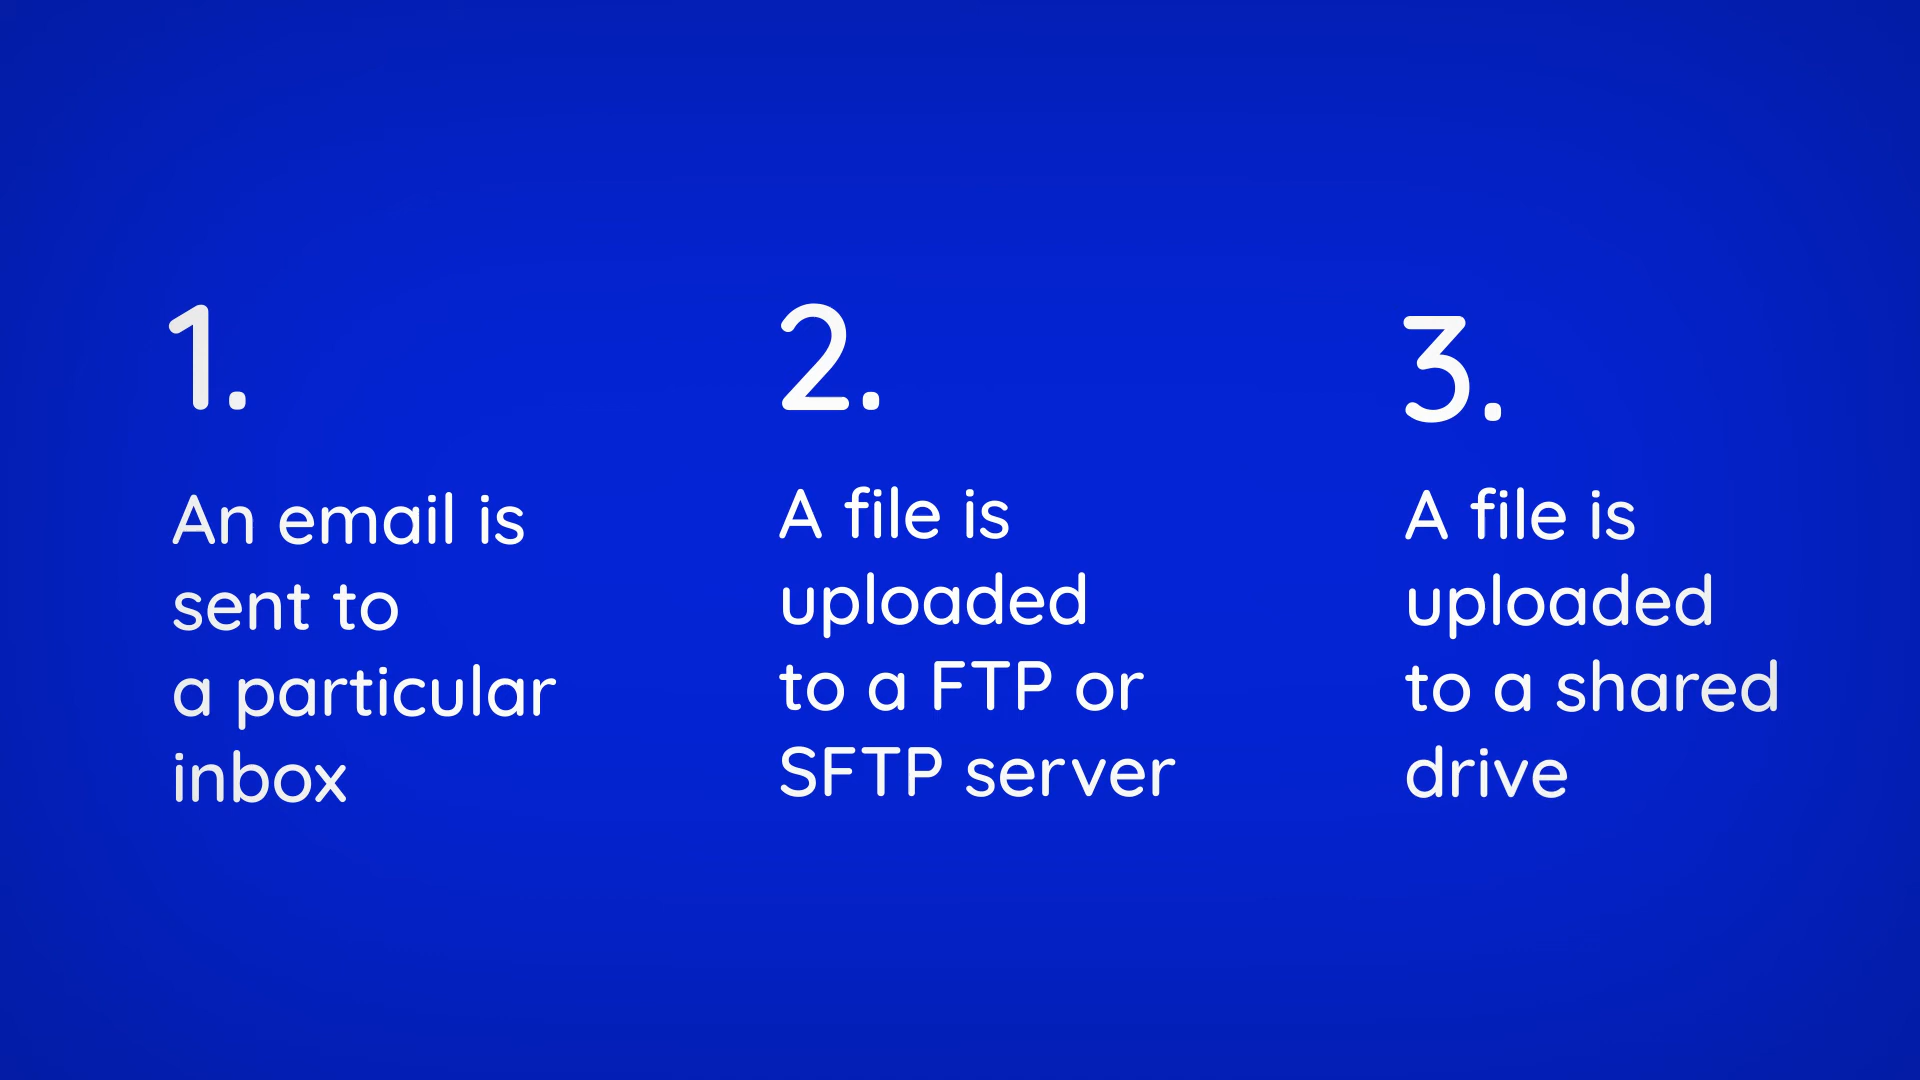 1.
An email is
sent to
a particular
inbox
2.
A file is
uploaded
to a FTP or
SFTP server
3.
A file is
uploaded
to a shared
drive